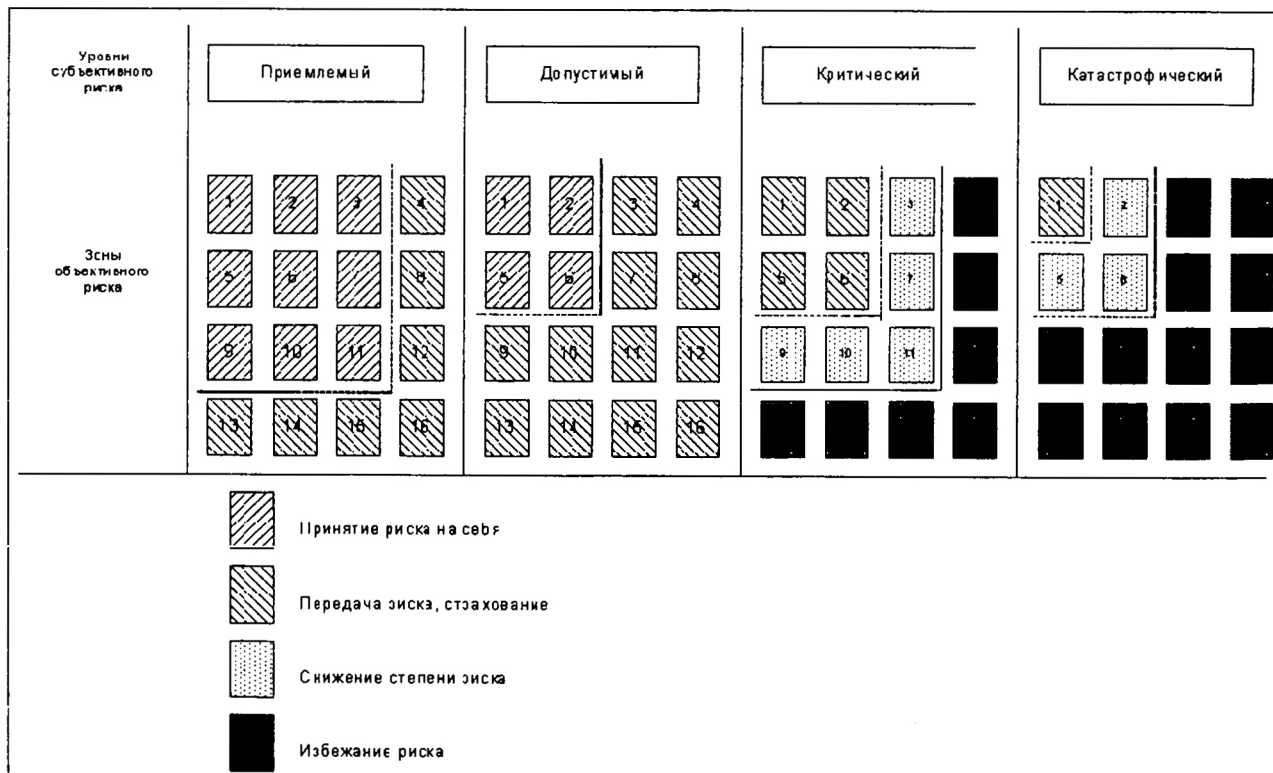 Уровни
субъективного
риска
Приемлемый
Допустимый
Критический
Катастрофический
Зоны
объективного
риска
1 2 3 4
5 6 8
9 10 11 12
13 14 15 16
1 2 3 4
5 6 7 8
9 10 11 12
13 14 15 16
1 2 3
5 6 7
9 10 11
1 2
5 6
Принятие риска на себя
Передача риска, страхование
Снижение степени риска
Избежание риска